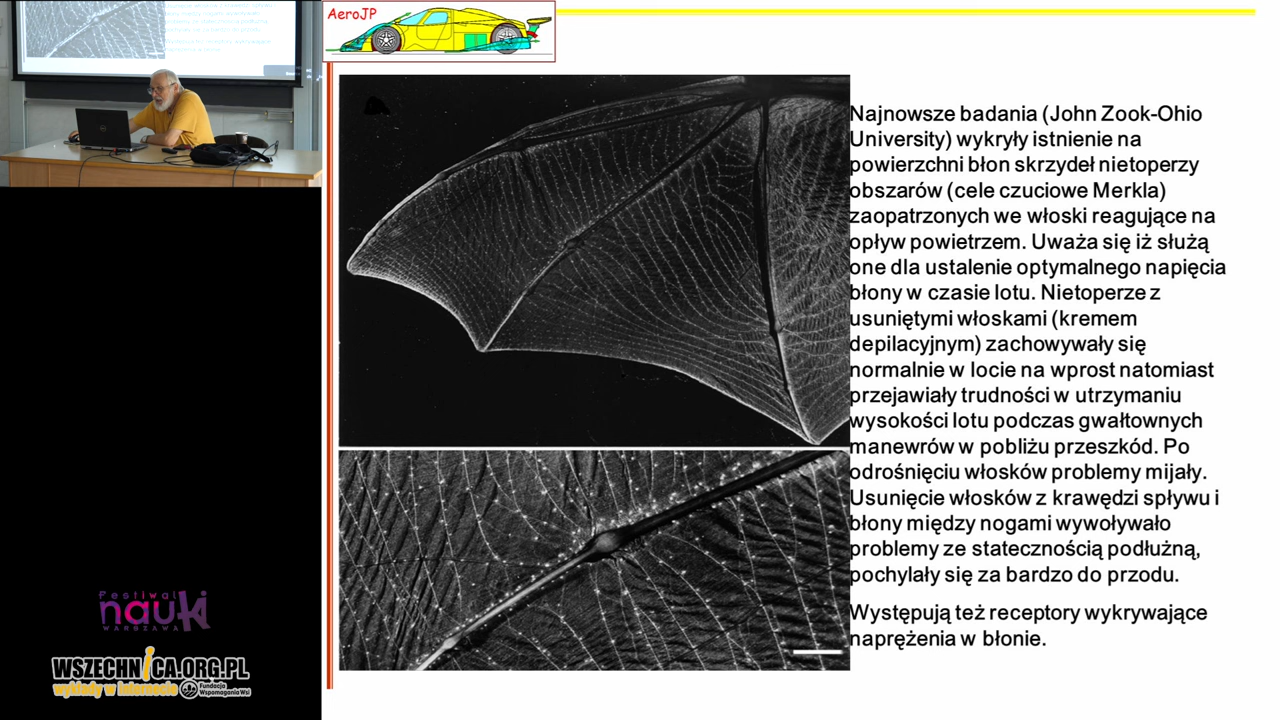 AeroJP
Najnowsze badania (John Zook-Ohio
University) wykryły istnienie na
powierzchni błon skrzydeł nietoperzy
obszarów (cele czuciowe Merkla)
zaopatrzonych we włoski reagujące na
opływ powietrzem. Uważa się iż służą
one dla ustalenie optymalnego napięcia
błony w czasie lotu. Nietoperze z
usuniętymi włoskami (kremem
depilacyjnym) zachowywały się
normalnie w locie na wprost natomiast
przejawiały trudności w utrzymaniu
wysokości lotu podczas gwałtownych
manewrów w pobliżu przeszkód. Po
odrośnięciu włosków problemy mijały.
Usunięcie włosków z krawędzi spływu i
błony między nogami wywoływało
problemy ze statecznością podłużną,
pochylały się za bardzo do przodu.
Występują też receptory wykrywające
naprężenia w błonie.
Festiwal
nauki
WARSZAWA
WSZECHNICA.ORG.PL
wykłady w internecie
Fundacja
Wspomagania Wsi